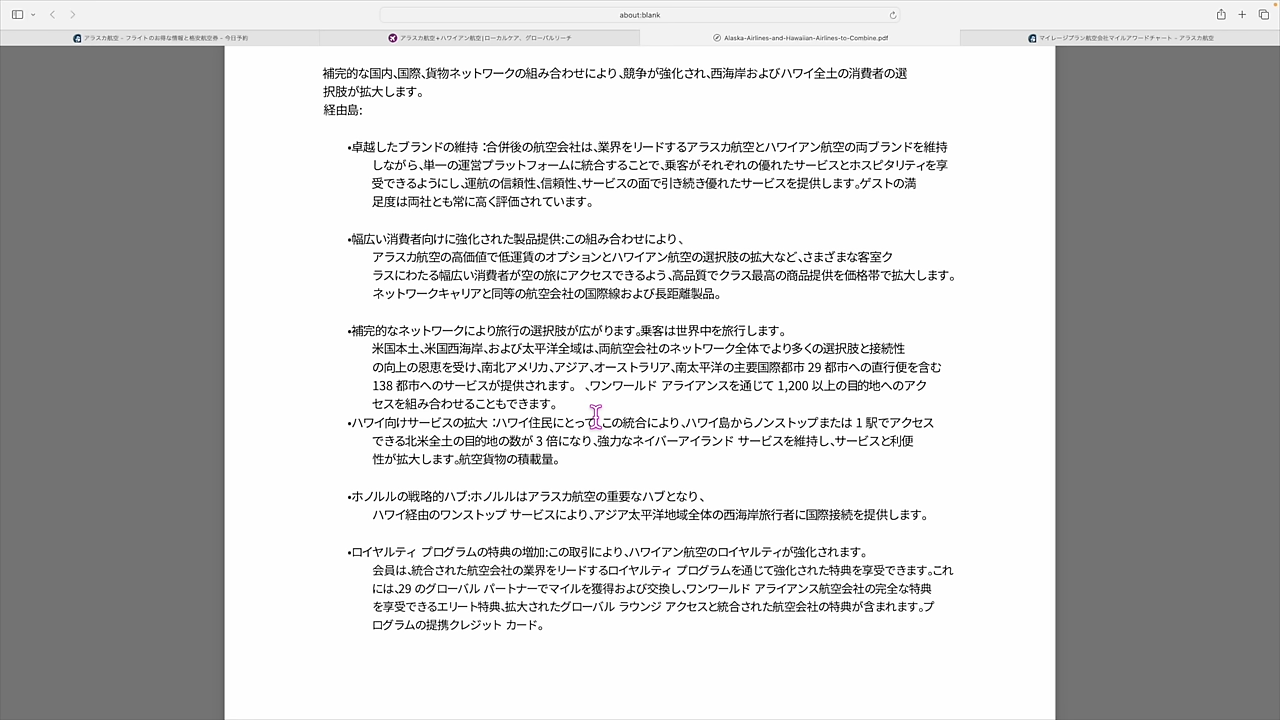 about:blank
アラスカ航空 - フライトのお得な情報と格安航空券 - 今日予約
アラスカ航空+ハワイアン航空|ローカルケア、グローバルリーチ
Alaska-Airlines-and-Hawaiian-Airlines-to-Combine.pdf
マイレージプラン航空会社マイルアワードチャート - アラスカ航空
補完的な国内、国際、貨物ネットワークの組み合わせにより、競争が強化され、西海岸およびハワイ全土の消費者の選
択肢が拡大します。
経由島:
•卓越したブランドの維持 :合併後の航空会社は、業界をリードするアラスカ航空とハワイアン航空の両ブランドを維持
しながら、単一の運営プラットフォームに統合することで、乗客がそれぞれの優れたサービスとホスピタリティを享
受できるようにし、運航の信頼性、信頼性、サービスの面で引き続き優れたサービスを提供します。ゲストの満
足度は両社とも常に高く評価されています。
•幅広い消費者向けに強化された製品提供:この組み合わせにより、
アラスカ航空の高価値で低運賃のオプションとハワイアン航空の選択肢の拡大など、さまざまな客室ク
ラスにわたる幅広い消費者が空の旅にアクセスできるよう、高品質でクラス最高の商品提供を価格帯で拡大します。
ネットワークキャリアと同等の航空会社の国際線および長距離製品。
•補完的なネットワークにより旅行の選択肢が広がります。乗客は世界中を旅行します。
米国本土、米国西海岸、および太平洋全域は、両航空会社のネットワーク全体でより多くの選択肢と接続性
の向上の恩恵を受け、南北アメリカ、アジア、オーストラリア、南太平洋の主要国際都市 29 都市への直行便を含む
138 都市へのサービスが提供されます。 、ワンワールド アライアンスを通じて 1,200 以上の目的地へのアク
セスを組み合わせることもできます。
•ハワイ向けサービスの拡大 :ハワイ住民にとって、この統合により、ハワイ島からノンストップまたは 1 駅でアクセス
できる北米全土の目的地の数が 3 倍になり、強力なネイバーアイランド サービスを維持し、サービスと利便
性が拡大します。航空貨物の積載量。
•ホノルルの戦略的ハブ:ホノルルはアラスカ航空の重要なハブとなり、
ハワイ経由のワンストップ サービスにより、アジア太平洋地域全体の西海岸旅行者に国際接続を提供します。
•ロイヤルティ プログラムの特典の増加:この取引により、ハワイアン航空のロイヤルティが強化されます。
会員は、統合された航空会社の業界をリードするロイヤルティ プログラムを通じて強化された特典を享受できます。これ
には、29 のグローバル パートナーでマイルを獲得および交換し、ワンワールド アライアンス航空会社の完全な特典
を享受できるエリート特典、拡大されたグローバル ラウンジ アクセスと統合された航空会社の特典が含まれます。プ
ログラムの提携クレジット カード。